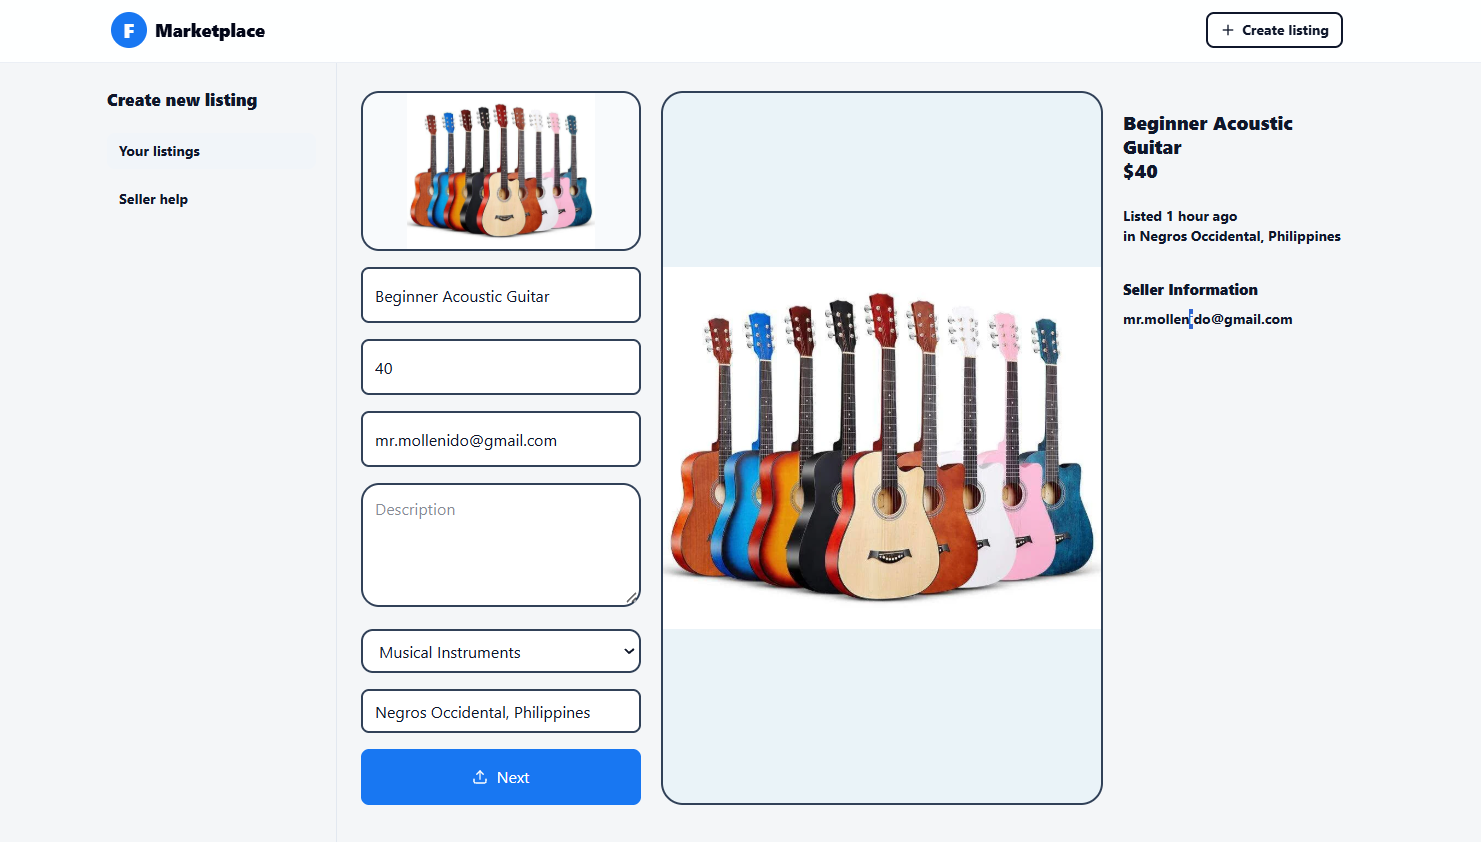 F Marketplace
+ Create listing
Create new listing
Your listings
Seller help
Beginner Acoustic Guitar
40
mr.mollenido@gmail.com
Description
Musical Instruments
Negros Occidental, Philippines
Next
Beginner Acoustic
Guitar
$40
Listed 1 hour ago
in Negros Occidental, Philippines
Seller Information
mr.mollenido@gmail.com